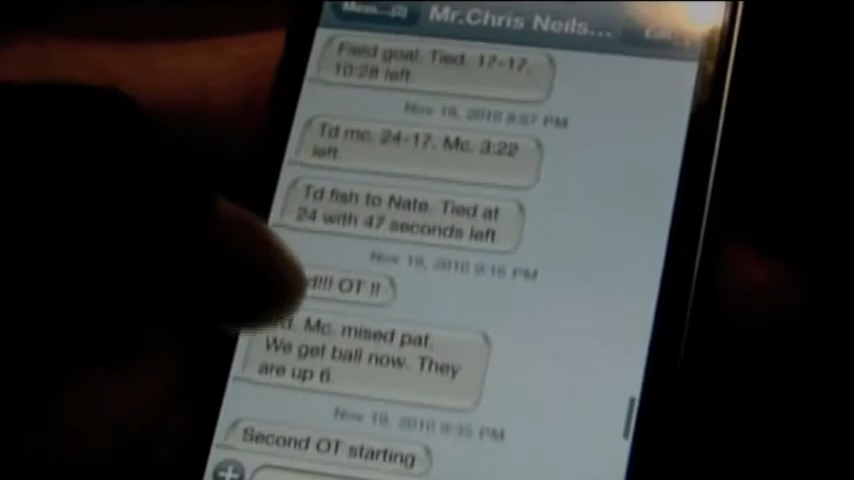 Mr.Chris Neils...
Field goal. Tied. 17-17.
10:28 left.
Nov 19, 2010 8:57 PM
Td mc. 24-17. Mc. 3:22
left.
Td fish to Nate. Tied at
24 with 47 seconds left
Nov 19, 2010 9:16 PM
d!!! OT !!
Mc. mised pat.
We get ball now. They
are up 6.
Nov 19, 2010 9:35 PM
Second OT starting